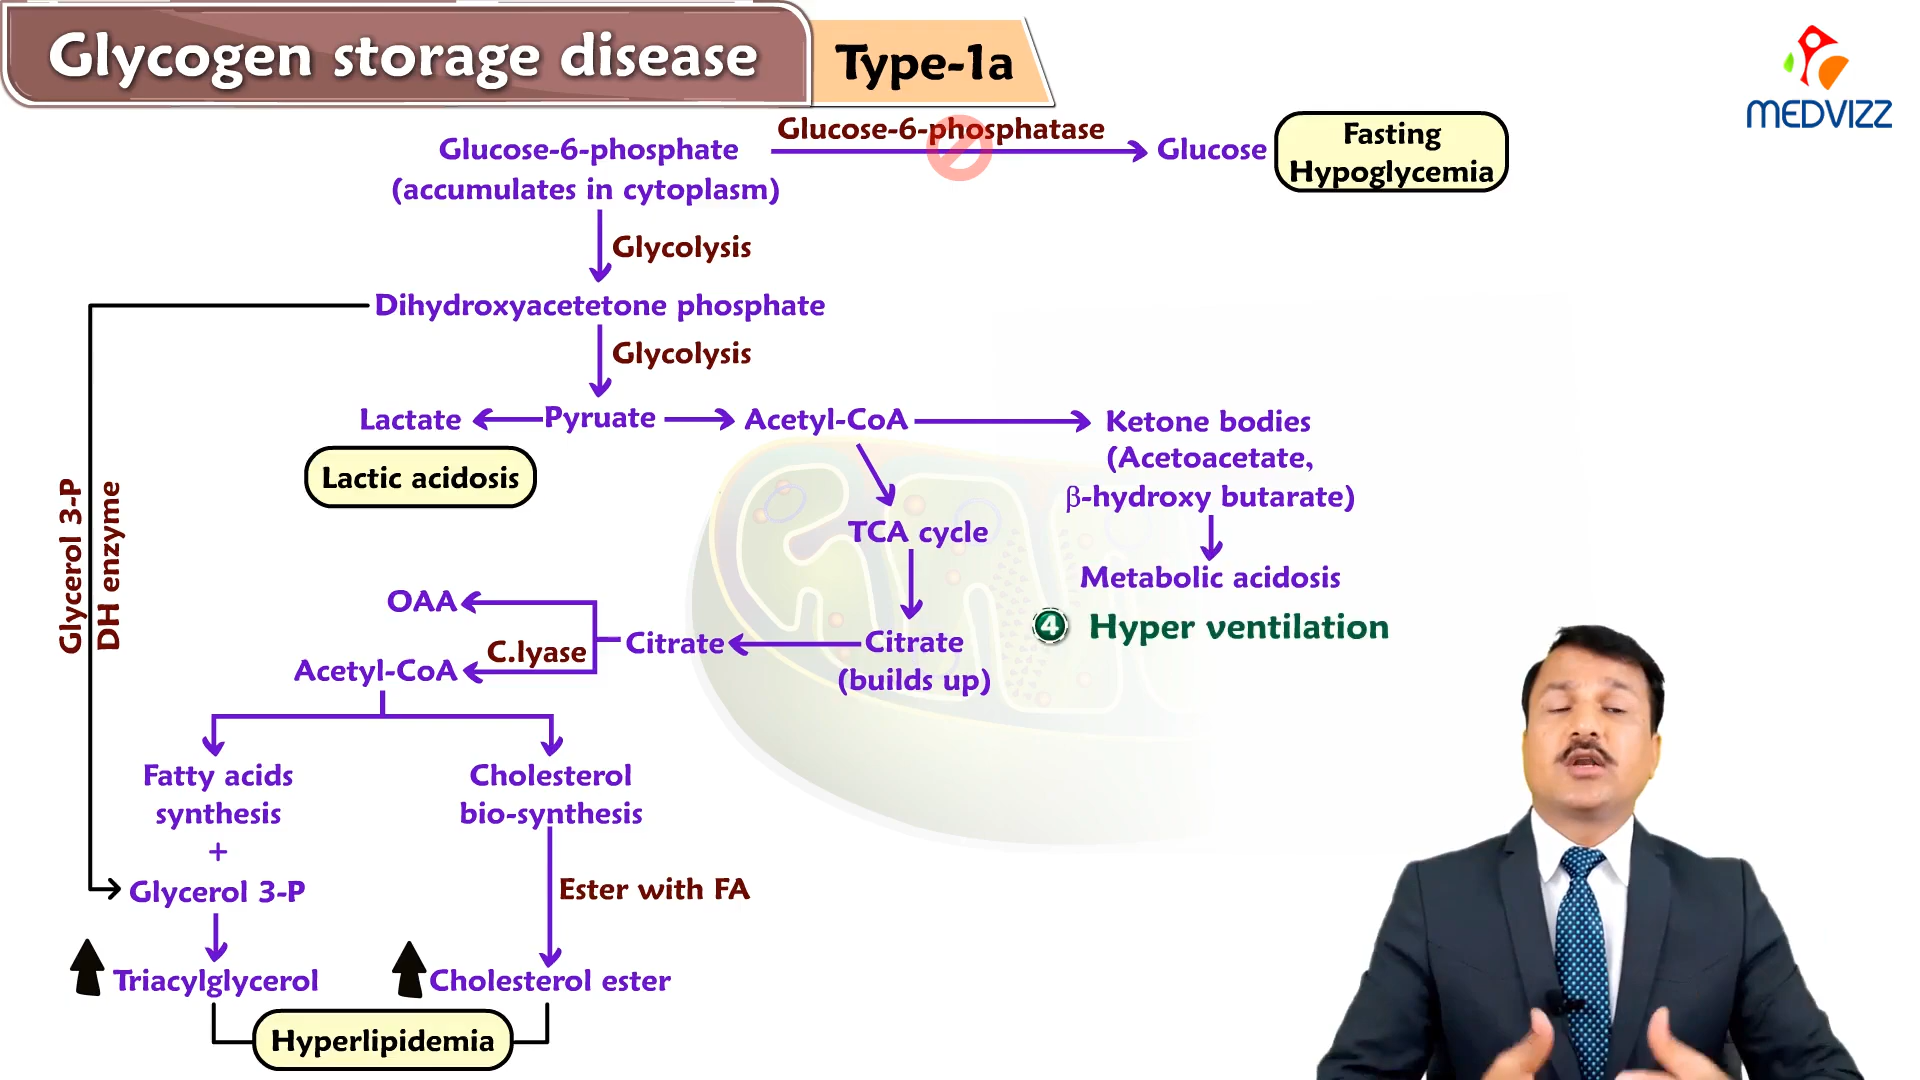 Glycogen storage disease
Type-1a
MEDVIZZ
Glucose-6-phosphatase
Glucose-6-phosphate
(accumulates in cytoplasm)
Glucose
Fasting
Hypoglycemia
Glycolysis
Dihydroxyacetetone phosphate
Glycolysis
Lactate
Pyruate
Acetyl-CoA
Ketone bodies
(Acetoacetate,
β-hydroxy butarate)
Lactic acidosis
TCA cycle
Metabolic acidosis
4 Hyper ventilation
Glycerol 3-P
DH enzyme
OAA
C.lyase
Citrate
Citrate
(builds up)
Acetyl-CoA
Fatty acids
synthesis
+
Glycerol 3-P
Cholesterol
bio-synthesis
Ester with FA
Triacylglycerol
Cholesterol ester
Hyperlipidemia